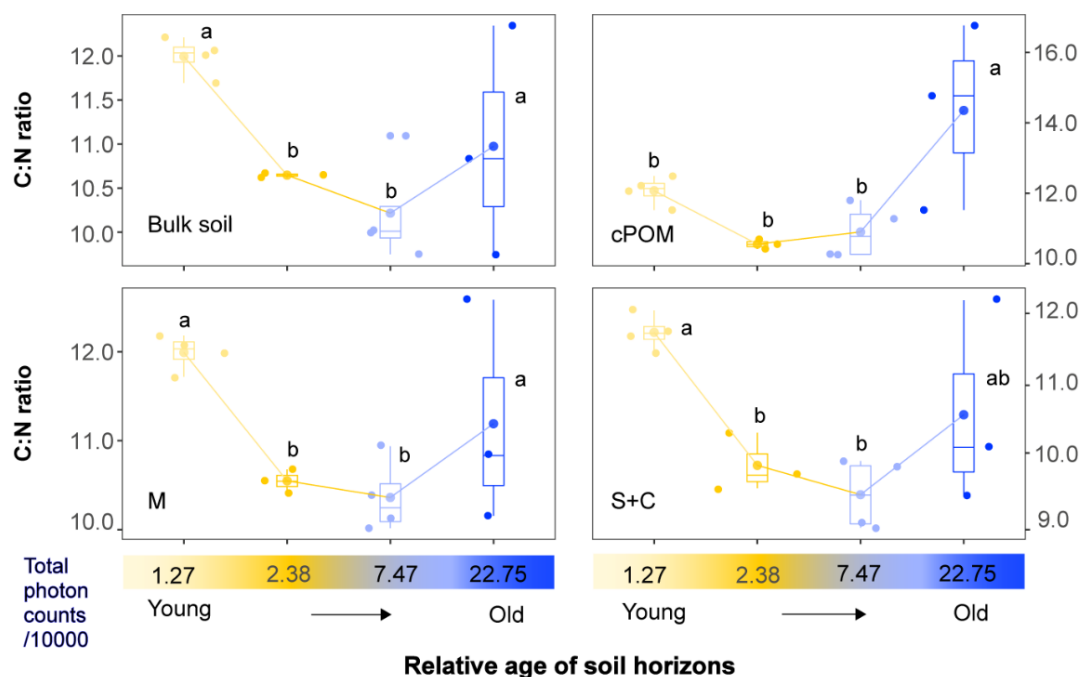 C:N ratio
12.0
11.5
11.0
10.5
10.0
a
b
b
a
Bulk soil
16.0
14.0
12.0
10.0
b
b
b
a
cPOM
C:N ratio
12.0
11.0
10.0
a
b
b
a
M
12.0
11.0
10.0
9.0
a
b
b
ab
S+C
Total
photon
counts
/10000
1.27 2.38 7.47 22.75
Young Old
1.27 2.38 7.47 22.75
Young Old
Relative age of soil horizons